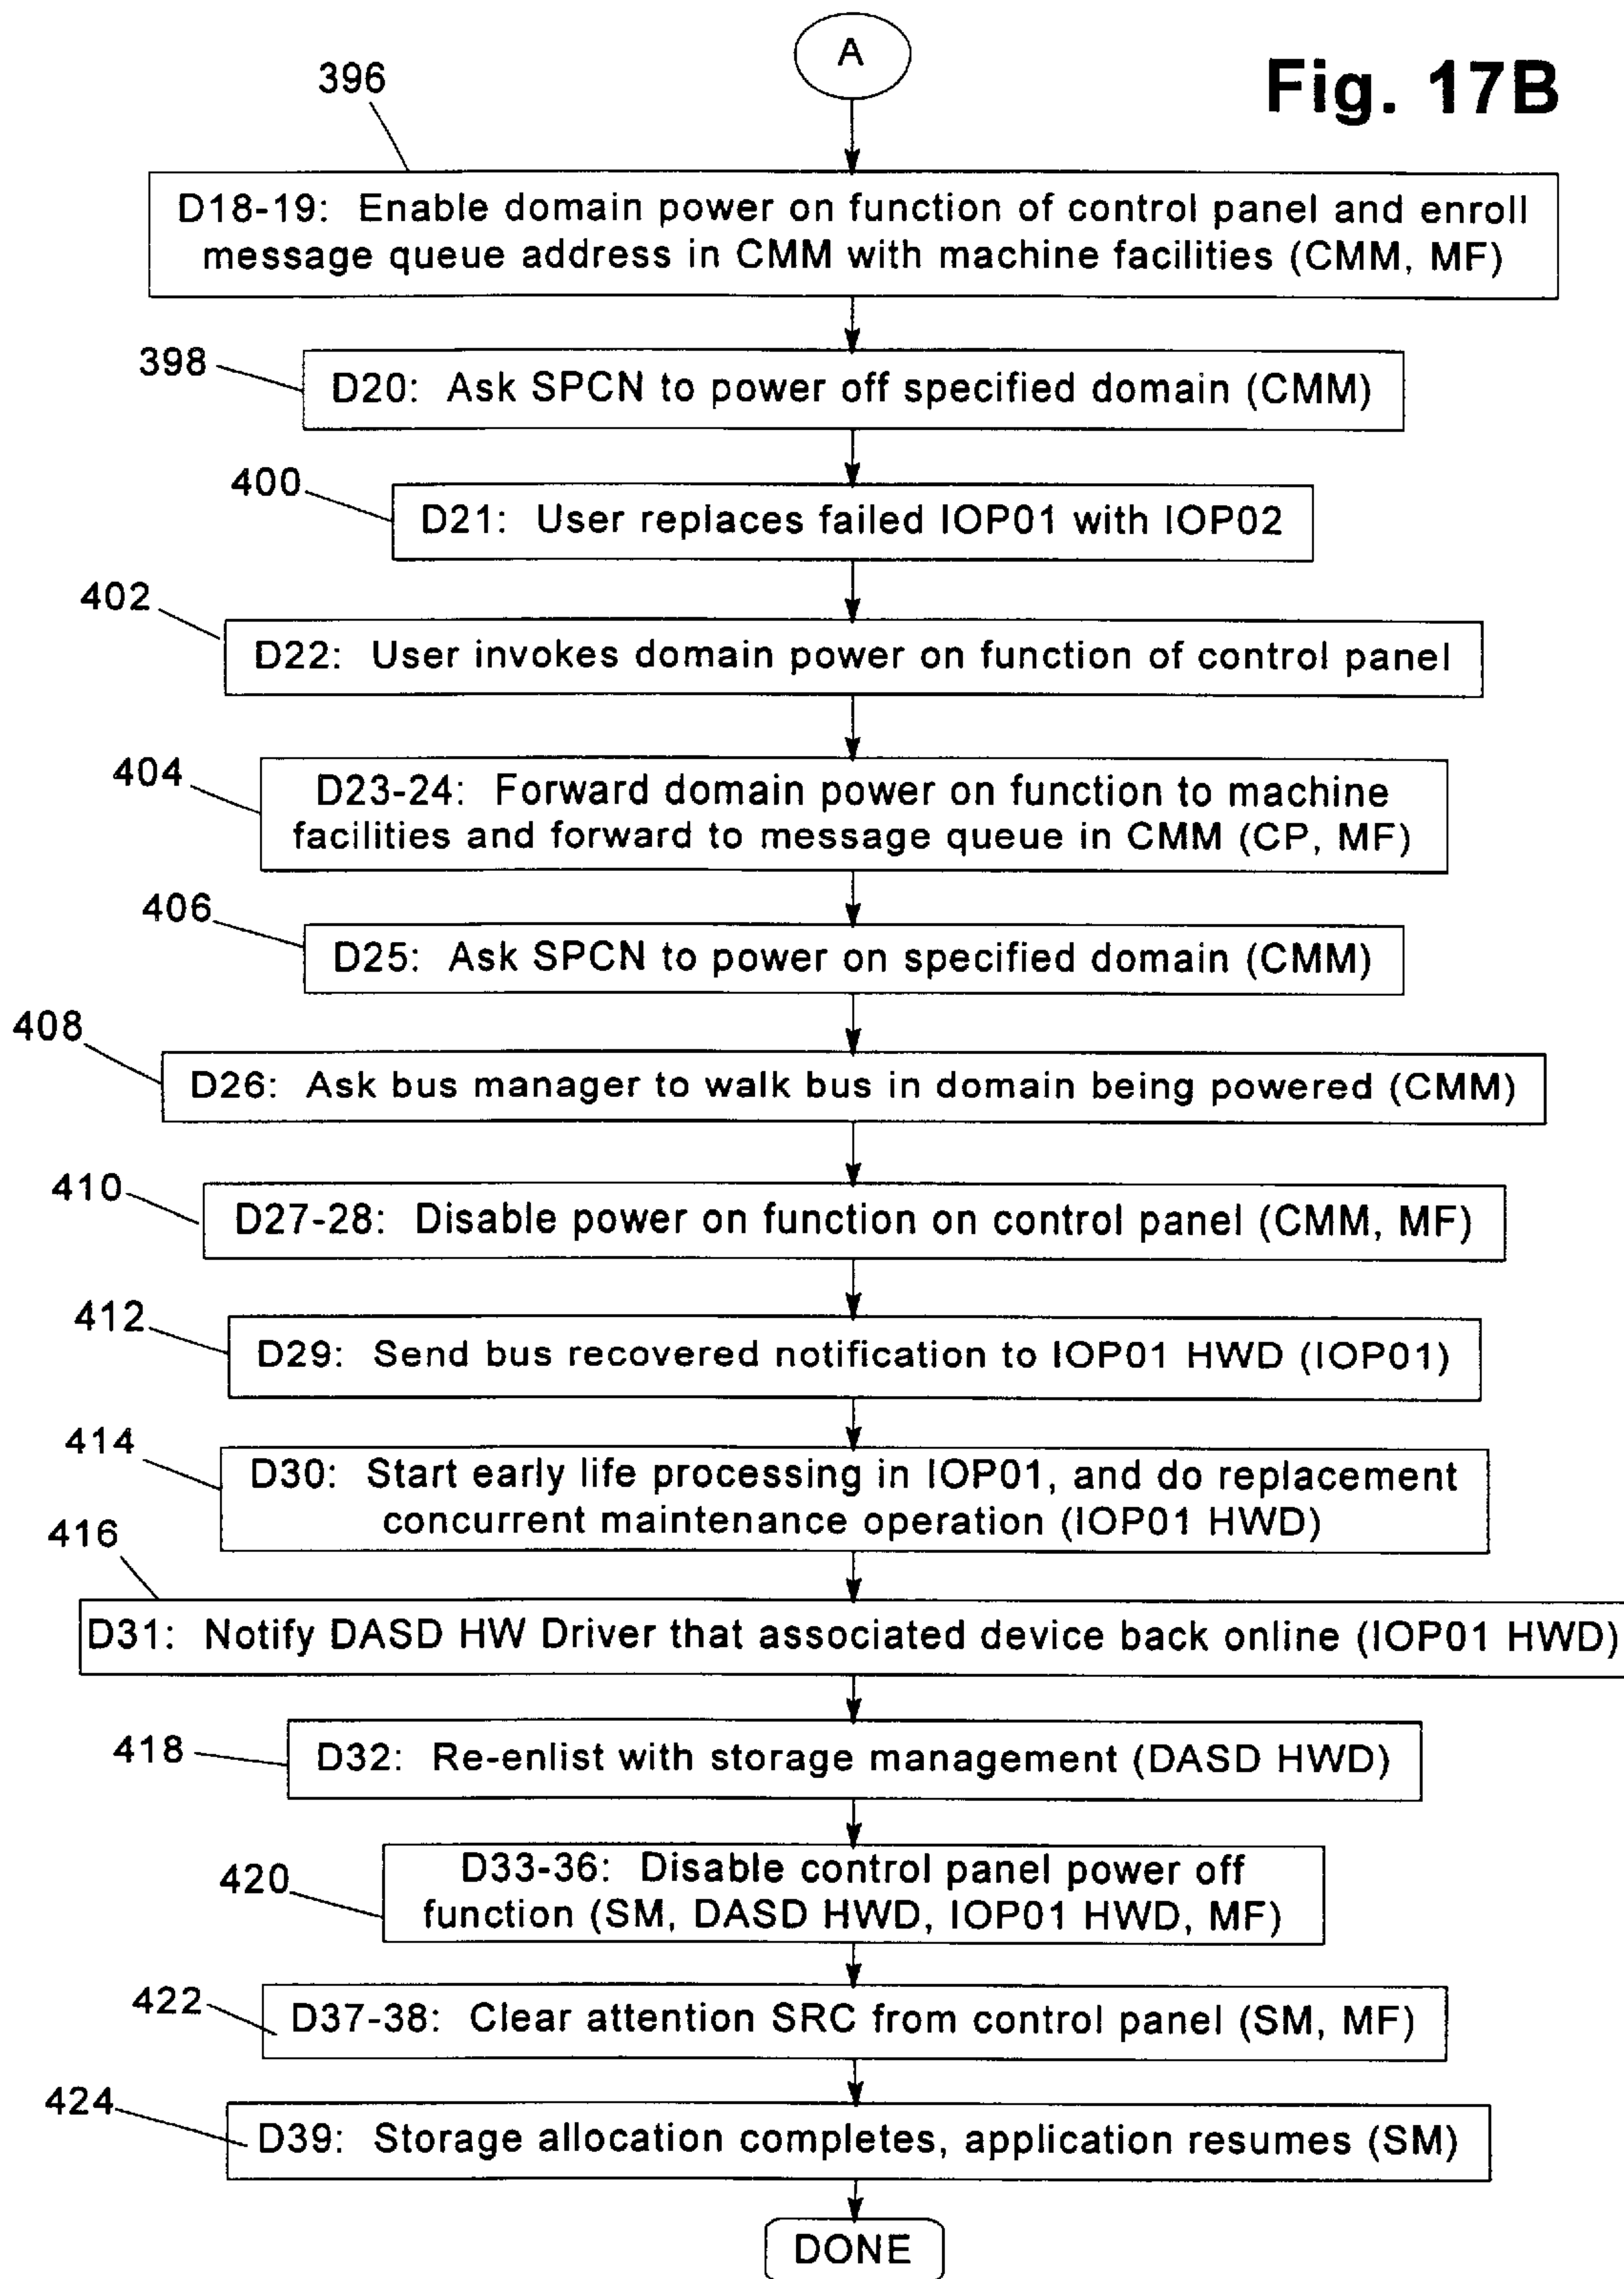 A
Fig. 17B
396
D18-19: Enable domain power on function of control panel and enroll
message queue address in CMM with machine facilities (CMM, MF)
398
D20: Ask SPCN to power off specified domain (CMM)
400
D21: User replaces failed IOP01 with IOP02
402
D22: User invokes domain power on function of control panel
404
D23-24: Forward domain power on function to machine
facilities and forward to message queue in CMM (CP, MF)
406
D25: Ask SPCN to power on specified domain (CMM)
408
D26: Ask bus manager to walk bus in domain being powered (CMM)
410
D27-28: Disable power on function on control panel (CMM, MF)
412
D29: Send bus recovered notification to IOP01 HWD (IOP01)
414
D30: Start early life processing in IOP01, and do replacement
concurrent maintenance operation (IOP01 HWD)
416
D31: Notify DASD HW Driver that associated device back online (IOP01 HWD)
418
D32: Re-enlist with storage management (DASD HWD)
420
D33-36: Disable control panel power off
function (SM, DASD HWD, IOP01 HWD, MF)
422
D37-38: Clear attention SRC from control panel (SM, MF)
424
D39: Storage allocation completes, application resumes (SM)
DONE